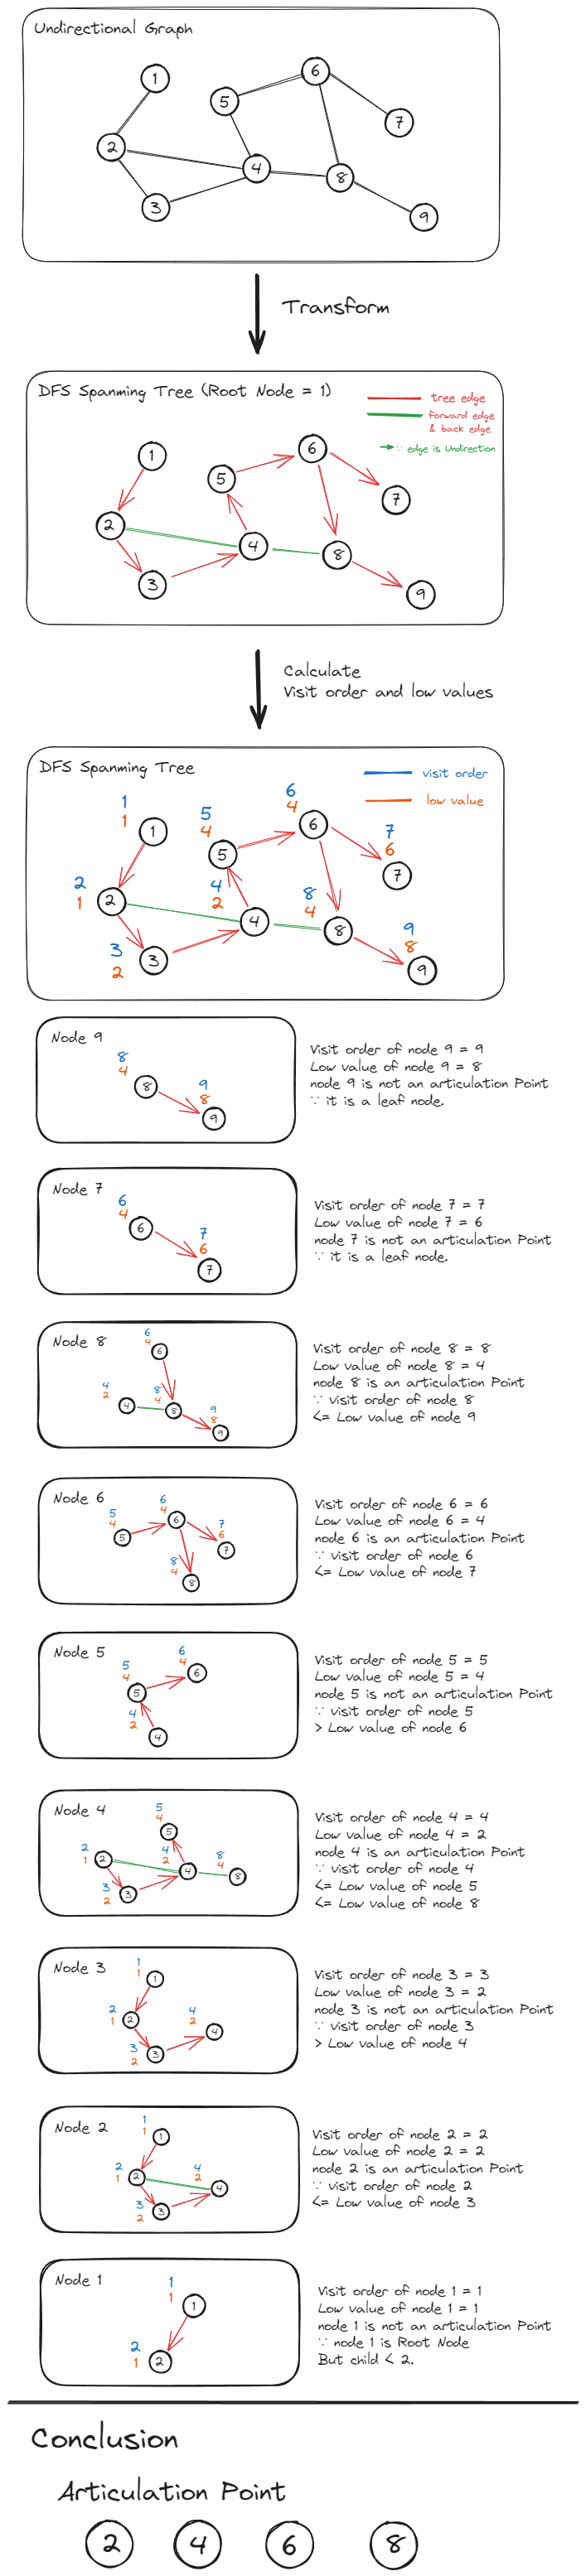 Undirectional Graph
1
6
5
7
2
4
8
3
9
Transform
DFS Spanming Tree (Root Node = 1)
tree edge
forward edge
& back edge
∵ edge is Undirection
6
1
5
7
2
4
8
3
9
Calculate
Visit order and low values
DFS Spanming Tree
visit order
low value
1
1
1
6
4
6
5
4
5
7
6
7
2
1
2
4
2
4
8
4
8
3
2
3
9
8
9
Node 9
8
4
8
9
8
9
Visit order of node 9 = 9
Low value of node 9 = 8
node 9 is not an articulation Point
∵ it is a leaf node.
Node 7
6
4
6
7
6
7
Visit order of node 7 = 7
Low value of node 7 = 6
node 7 is not an articulation Point
∵ it is a leaf node.
Node 8
6
4
6
4
2
4
8
4
8
9
8
9
Visit order of node 8 = 8
Low value of node 8 = 4
node 8 is an articulation Point
∵ visit order of node 8
<= Low value of node 9
Node 6
5
4
5
6
4
6
7
6
7
8
4
8
Visit order of node 6 = 6
Low value of node 6 = 4
node 6 is an articulation Point
∵ visit order of node 6
<= Low value of node 7
Node 5
5
4
5
6
4
6
4
2
4
Visit order of node 5 = 5
Low value of node 5 = 4
node 5 is not an articulation Point
∵ visit order of node 5
> Low value of node 6
Node 4
5
4
5
2
1
2
4
2
4
8
4
8
3
2
3
Visit order of node 4 = 4
Low value of node 4 = 2
node 4 is an articulation Point
∵ visit order of node 4
<= Low value of node 5
<= Low value of node 8
Node 3
1
1
1
2
1
2
4
2
4
3
2
3
Visit order of node 3 = 3
Low value of node 3 = 2
node 3 is not an articulation Point
∵ visit order of node 3
> Low value of node 4
Node 2
1
1
1
2
1
2
4
2
4
3
2
3
Visit order of node 2 = 2
Low value of node 2 = 2
node 2 is an articulation Point
∵ visit order of node 2
<= Low value of node 3
Node 1
1
1
1
2
1
2
Visit order of node 1 = 1
Low value of node 1 = 1
node 1 is not an articulation Point
∵ node 1 is Root Node
But child < 2.
Conclusion
Articulation Point
2 4 6 8